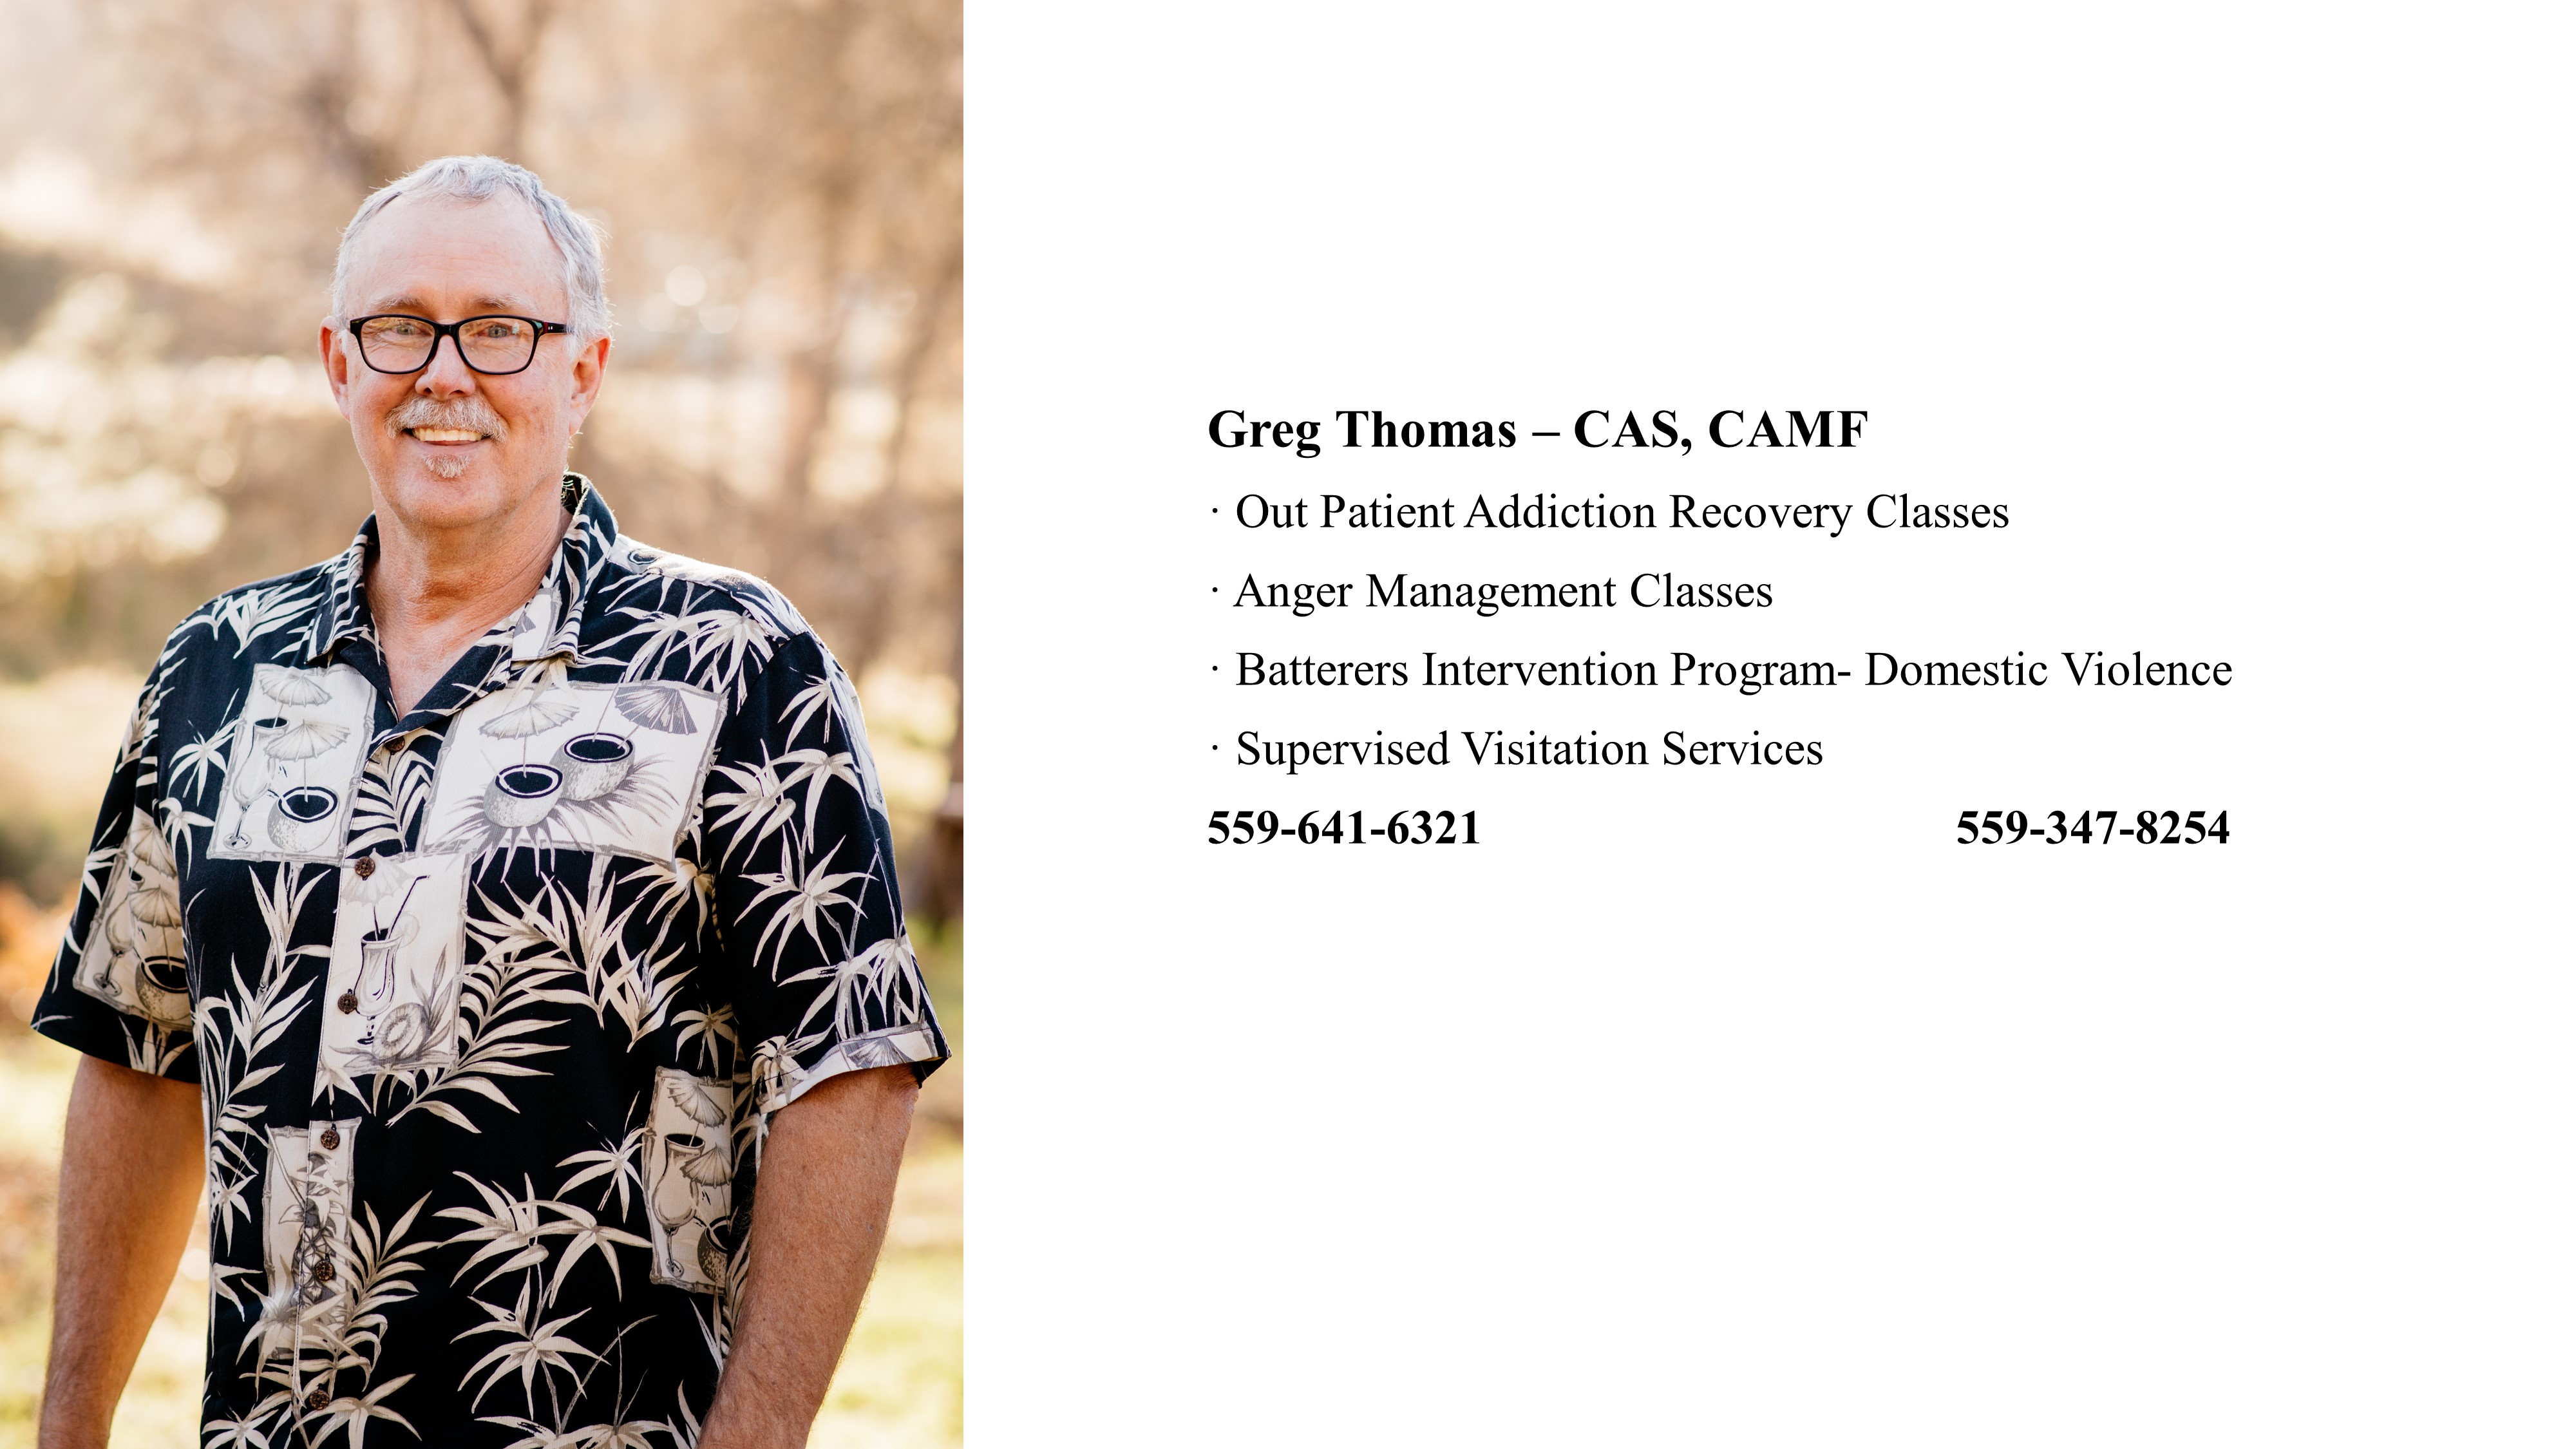 Greg Thomas – CAS, CAMF
· Out Patient Addiction Recovery Classes
· Anger Management Classes
· Batterers Intervention Program- Domestic Violence
· Supervised Visitation Services
559-641-6321 559-347-8254